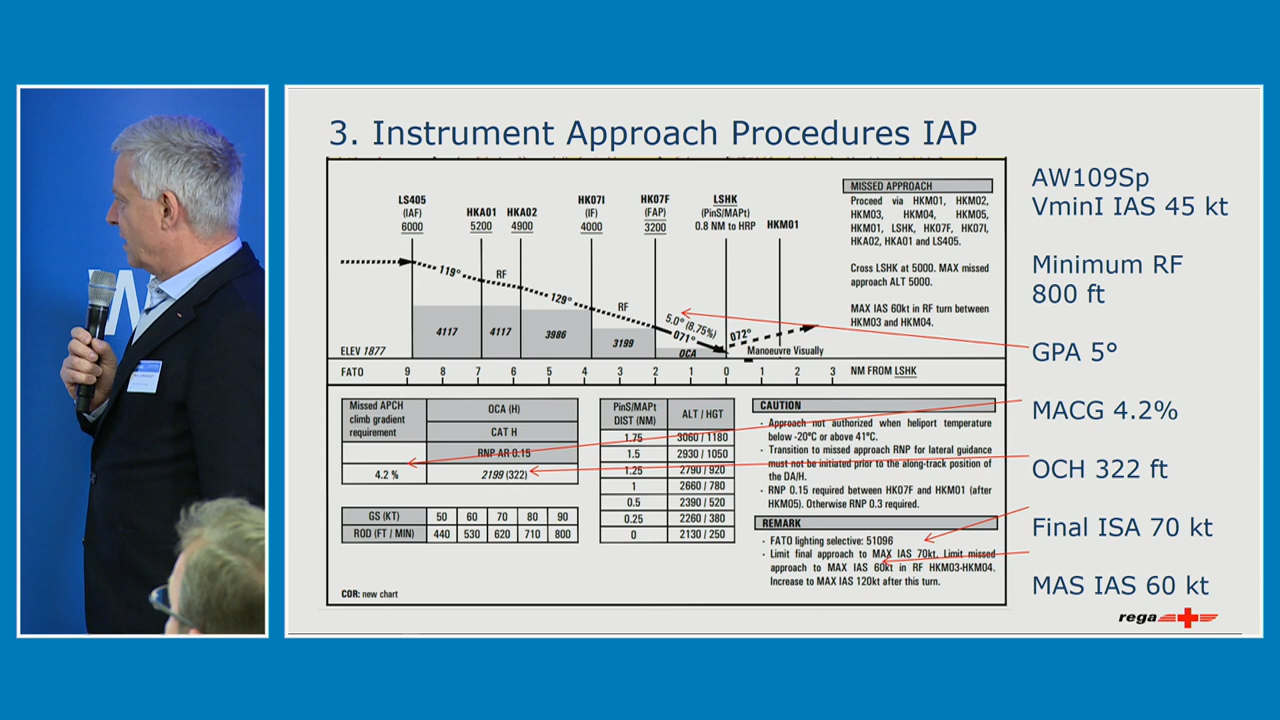 3. Instrument Approach Procedures IAP
LS405
(IAF)
6000
HKA01
5200
HKA02
4900
HK07I
(IF)
4000
HK07F
(FAP)
3200
LSHK
(PinS/MAPt)
0.8 NM to HRP
HKM01
MISSED APPROACH
Proceed via HKM01, HKM02,
HKM03, HKM04, HKM05,
HKM01, LSHK, HK07F, HK07I,
HKA02, HKA01 and LS405.
Cross LSHK at 5000. MAX missed
approach ALT 5000.
MAX IAS 60kt in RF turn between
HKM03 and HKM04.
119°
RF
129°
RF
5.0° (8.75%)
071°
072°
4117
4117
3986
3199
OCA
Manoeuvre Visually
ELEV 1877
FATO 9 8 7 6 5 4 3 2 1 0 1 2 3 NM FROM LSHK
Missed APCH
climb gradient
requirement
OCA (H)
CAT H
RNP AR 0.15
4.2 % 2199 (322)
GS (KT) 50 60 70 80 90
ROD (FT / MIN) 440 530 620 710 800
COR: new chart
PinS/MAPt
DIST (NM)
ALT / HGT
1.75 3060 / 1180
1.5 2930 / 1050
1.25 2790 / 920
1 2660 / 780
0.5 2390 / 520
0.25 2260 / 380
0 2130 / 250
CAUTION
- Approach not authorized when heliport temperature
below -20°C or above 41°C.
- Transition to missed approach RNP for lateral guidance
must not be initiated prior to the along-track position of
the DA/H.
- RNP 0.15 required between HK07F and HKM01 (after
HKM05). Otherwise RNP 0.3 required.
REMARK
- FATO lighting selective: 51096
- Limit final approach to MAX IAS 70kt. Limit missed
approach to MAX IAS 60kt in RF HKM03-HKM04.
Increase to MAX IAS 120kt after this turn.
AW109Sp
VminI IAS 45 kt
Minimum RF
800 ft
GPA 5°
MACG 4.2%
OCH 322 ft
Final ISA 70 kt
MAS IAS 60 kt
rega